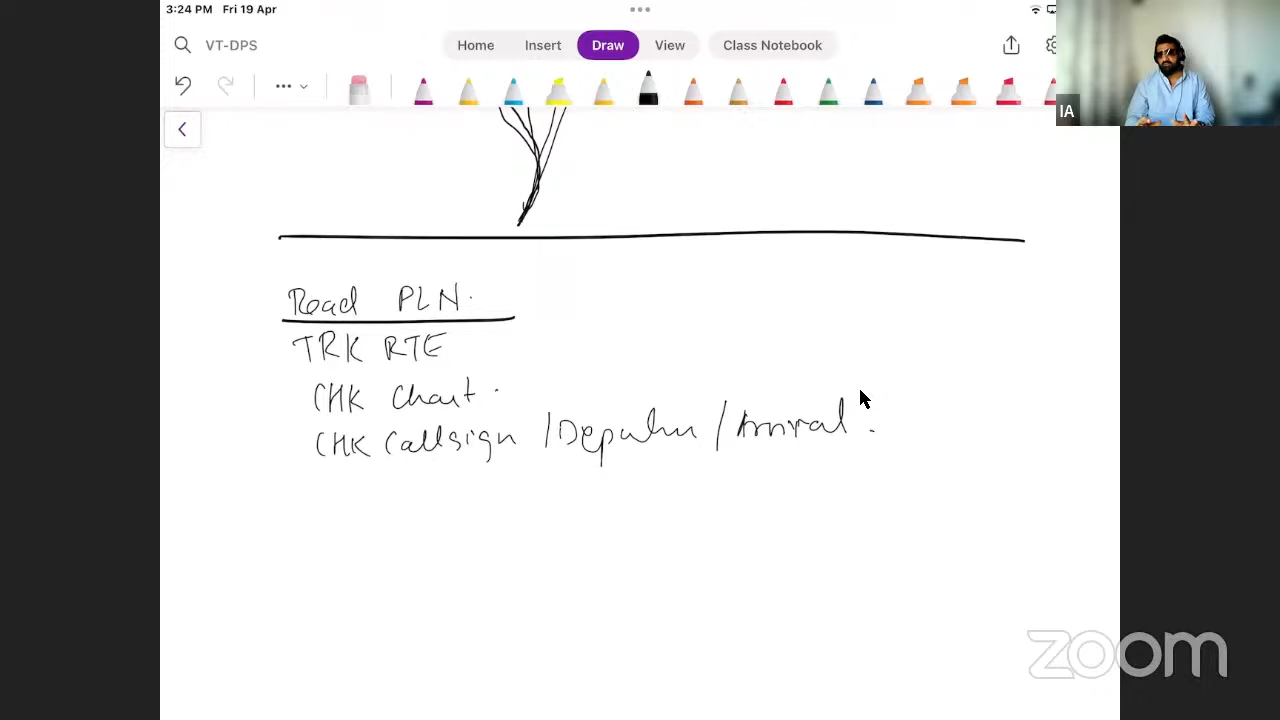 3:24 PM Fri 19 Apr
VT-DPS
Home Insert Draw View Class Notebook
IA
Read PLN.
TRK RTE
CHK Chart.
CHK Callsign / Departure / Arrival.
zoom